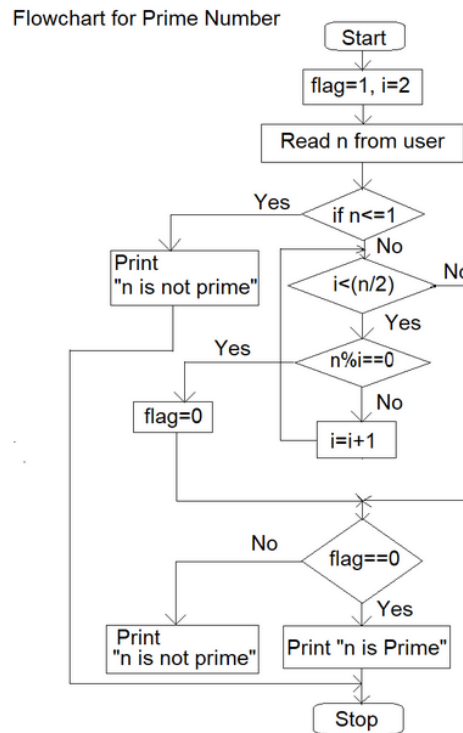 Flowchart for Prime Number
Start
flag=1, i=2
Read n from user
if n<=1
Yes
No
Print
"n is not prime"
i<(n/2)
No
Yes
n%i==0
Yes
No
flag=0
i=i+1
flag==0
No
Yes
Print
"n is not prime"
Print "n is Prime"
Stop